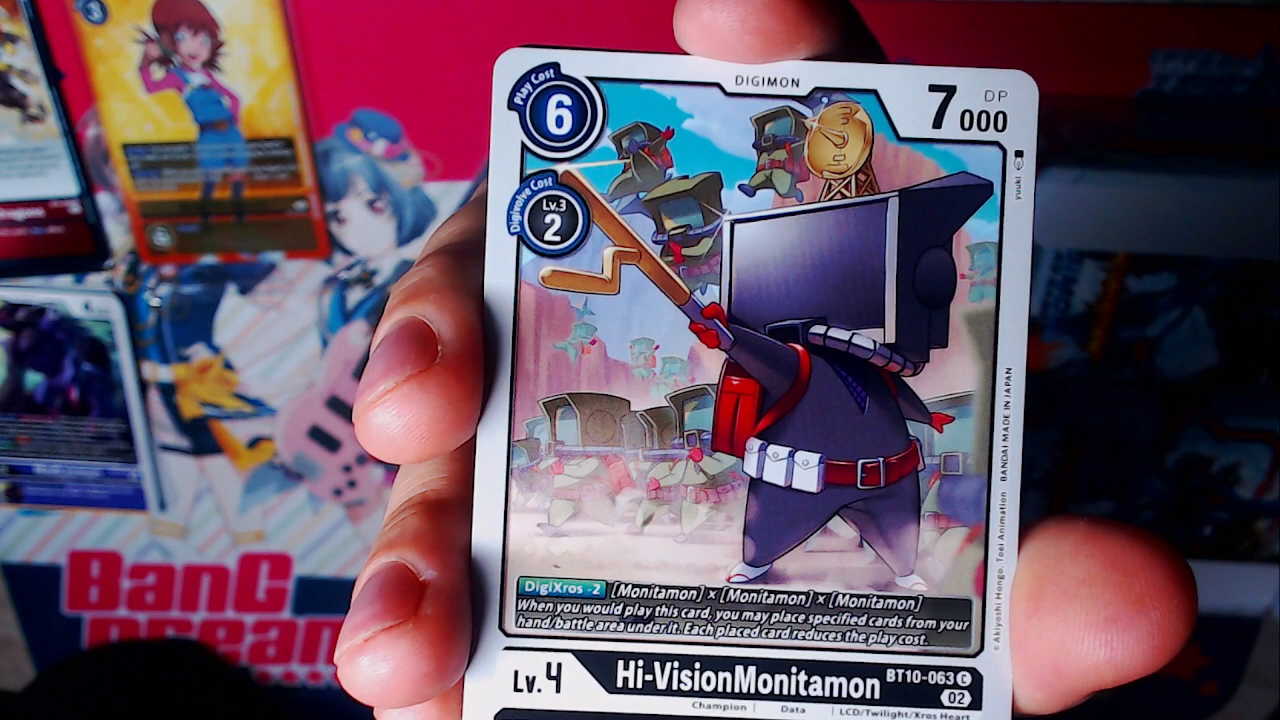 3
DIGIMON
Play Cost
6
7000
DP
Digivolve Cost
Lv.3
2
yuuki
©Akiyoshi Hongo, Toei Animation BANDAI MADE IN JAPAN
DigiXros -2 [Monitamon] × [Monitamon] × [Monitamon]
When you would play this card, you may place specified cards from your
hand/battle area under it. Each placed card reduces the play cost.
Lv.4
Hi-VisionMonitamon
BT10-063 C
02
Champion | Data | LCD/Twilight/Xros Heart
BanG
Dream